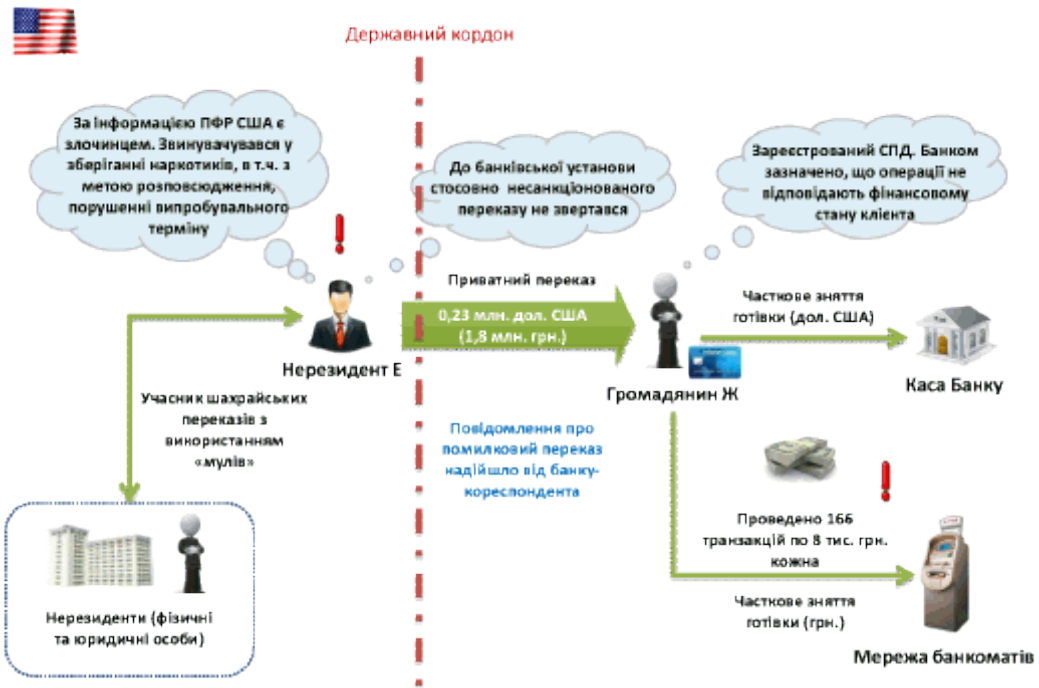 Державний кордон
За інформацією ПФР США є
злочинцем. Звинувачувався у
зберіганні наркотиків, в т.ч. з
метою розповсюдження,
порушенні випробувального
терміну
До банківської установи
стосовно несанкціонованого
переказу не звертався
Зареєстрований СПД. Банком
зазначено, що операції не
відповідають фінансовому
стану клієнта
Приватний переказ
0,23 млн. дол. США
(1,8 млн. грн.)
Часткове зняття
готівки (дол. США)
Нерезидент Е
Громадянин Ж
Каса Банку
Учасник шахрайських
переказів з
використанням
«мулів»
Повідомлення про
помилковий переказ
надійшло від банку-
кореспондента
Проведено 166
транзакцій по 8 тис. грн.
кожна
Часткове зняття
готівки (грн.)
Нерезиденти (фізичні
та юридичні особи)
Мережа банкоматів